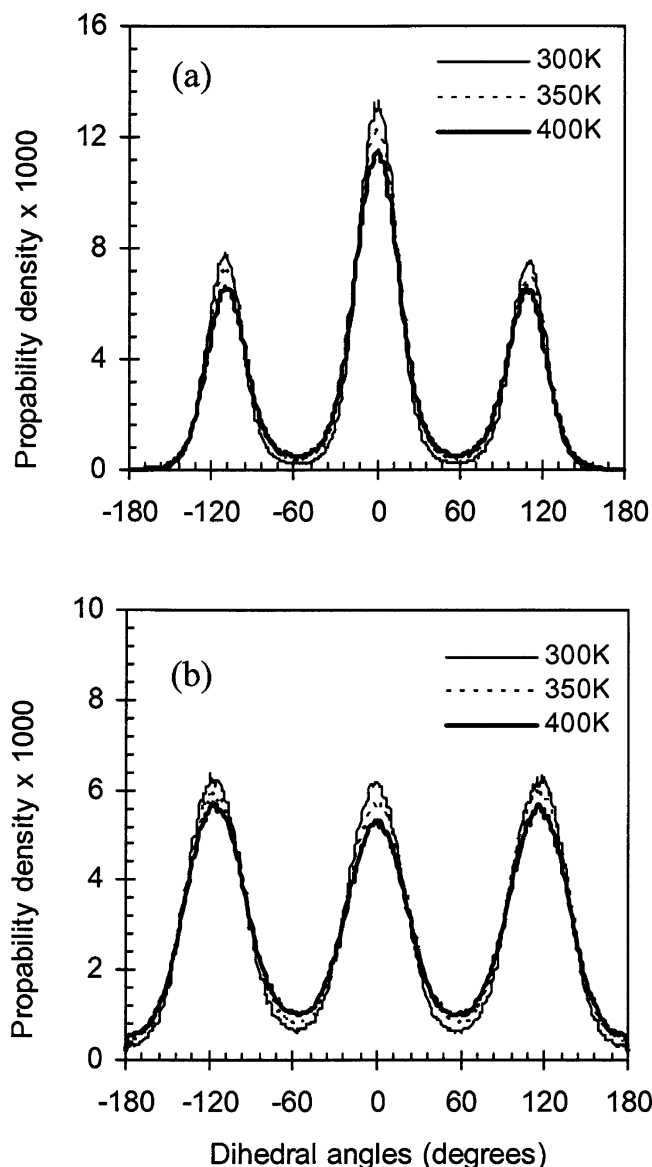 16
12
8
4
0
Propability density x 1000
(a)
300K
350K
400K
-180 -120 -60 0 60 120 180
10
8
6
4
2
0
Propability density x 1000
(b)
300K
350K
400K
-180 -120 -60 0 60 120 180
Dihedral angles (degrees)